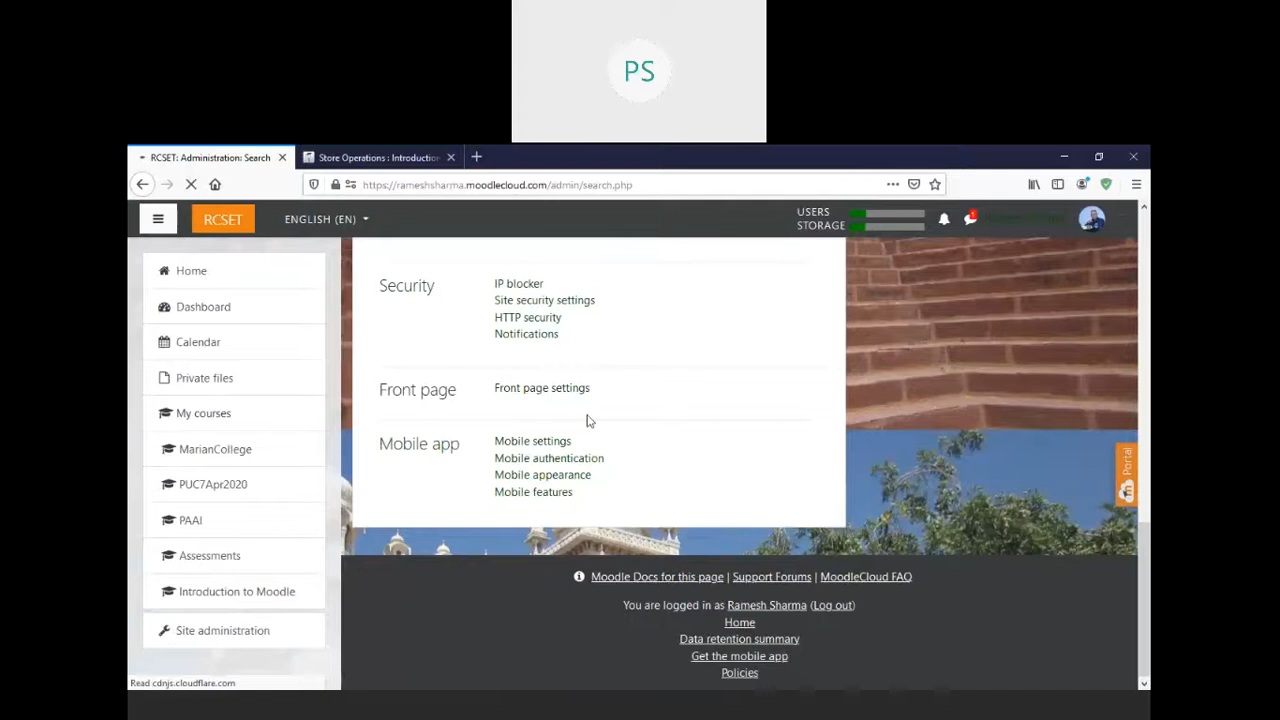 PS
RCSET: Administration: Search
Store Operations : Introduction
https://rameshsharma.moodlecloud.com/admin/search.php
RCSET
ENGLISH (EN)
USERS
STORAGE
Home
Dashboard
Calendar
Private files
My courses
MarianCollege
PUC7Apr2020
PAAI
Assessments
Introduction to Moodle
Site administration
Security
IP blocker
Site security settings
HTTP security
Notifications
Front page
Front page settings
Mobile app
Mobile settings
Mobile authentication
Mobile appearance
Mobile features
Portal
Moodle Docs for this page | Support Forums | MoodleCloud FAQ
You are logged in as Ramesh Sharma (Log out)
Home
Data retention summary
Get the mobile app
Policies
Read cdnjs.cloudflare.com